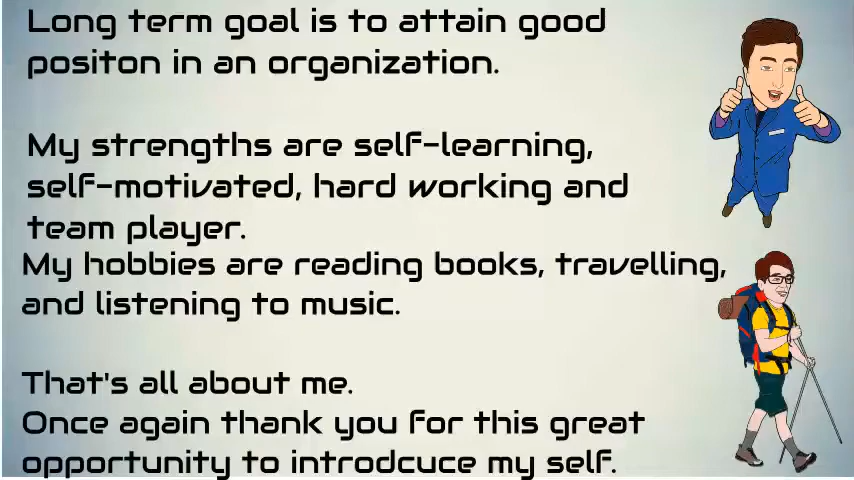 Long term goal is to attain good
positon in an organization.
My strengths are self-learning,
self-motivated, hard working and
team player.
My hobbies are reading books, travelling,
and listening to music.
That's all about me.
Once again thank you for this great
opportunity to introdcuce my self.